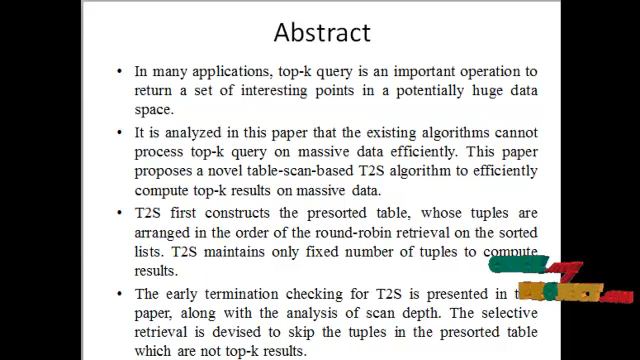 Abstract
• In many applications, top-k query is an important operation to
return a set of interesting points in a potentially huge data
space.
• It is analyzed in this paper that the existing algorithms cannot
process top-k query on massive data efficiently. This paper
proposes a novel table-scan-based T2S algorithm to efficiently
compute top-k results on massive data.
• T2S first constructs the presorted table, whose tuples are
arranged in the order of the round-robin retrieval on the sorted
lists. T2S maintains only fixed number of tuples to compute
results.
• The early termination checking for T2S is presented in
paper, along with the analysis of scan depth. The selective
retrieval is devised to skip the tuples in the presorted table
which are not top-k results.